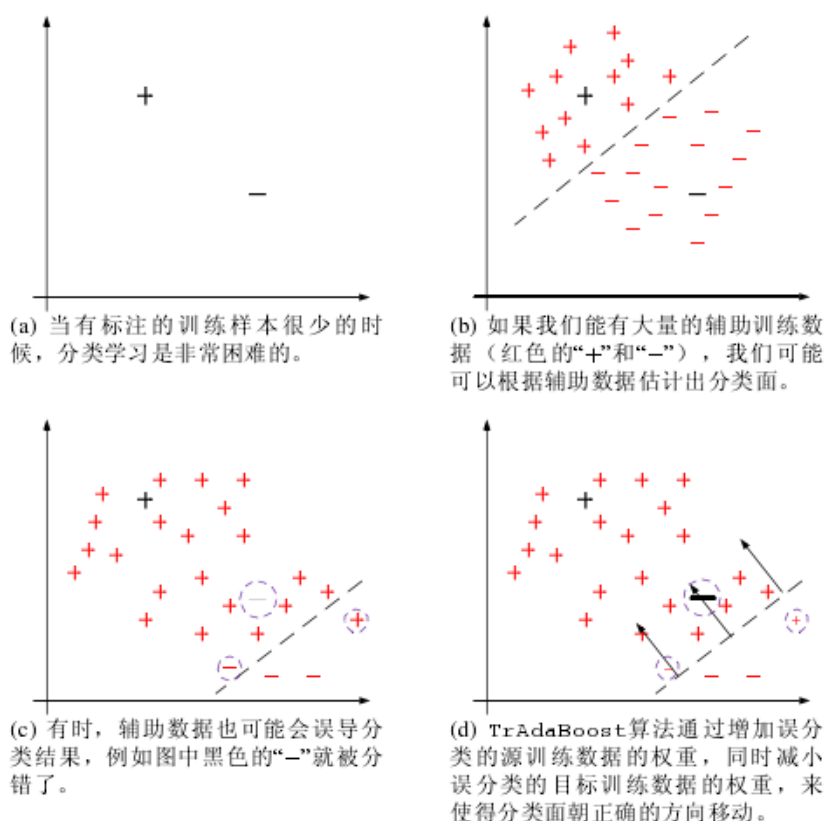 (a) 当有标注的训练样本很少的时
候，分类学习是非常困难的。
(b) 如果我们能有大量的辅助训练数
据（红色的“+”和“−”），我们可能
可以根据辅助数据估计出分类面。
(c) 有时，辅助数据也可能会误导分
类结果，例如图中黑色的“−”就被分
错了。
(d) TrAdaBoost算法通过增加误分
类的源训练数据的权重，同时减小
误分类的目标训练数据的权重，来
使得分类面朝正确的方向移动。